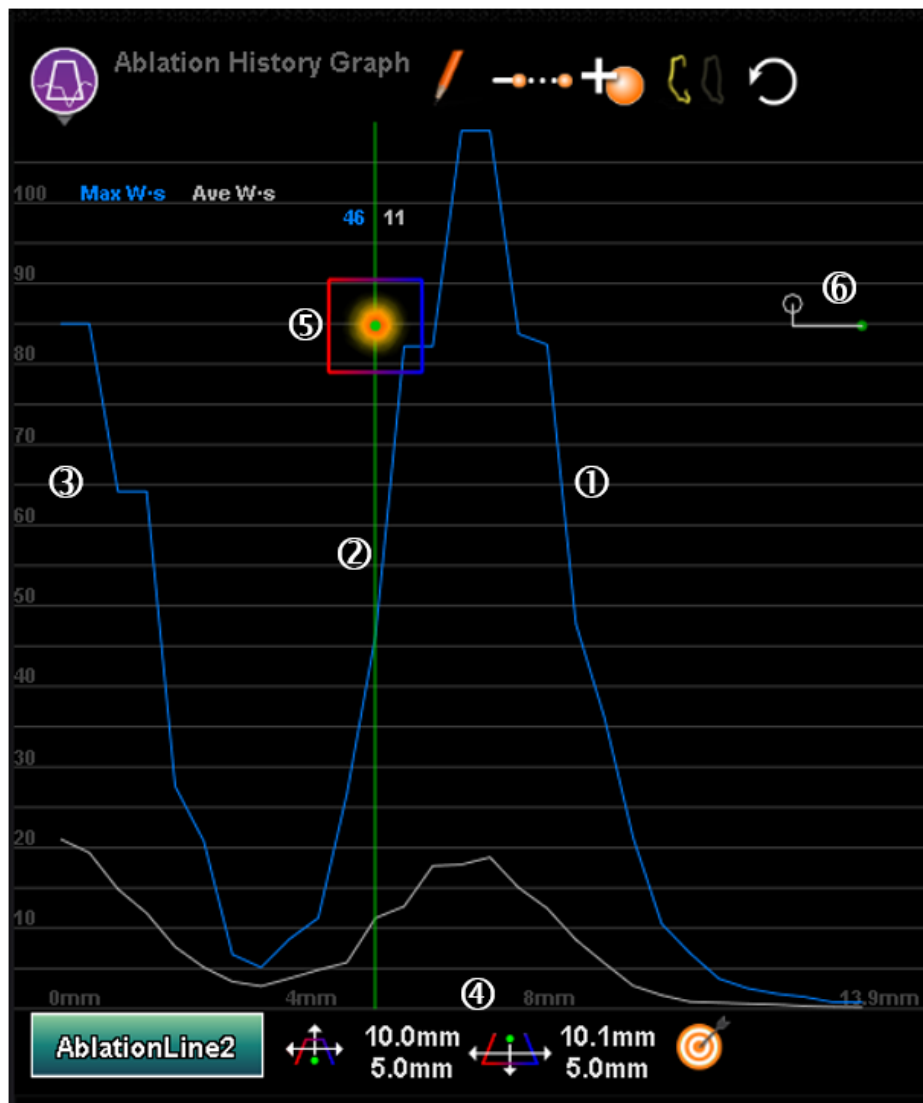 Ablation History Graph
100 Max W·s Ave W·s
46 11
90
⑤ ⑥
80
70
③ ①
60
②
50
40
30
20
10
0mm 4mm ④ 8mm 13.9mm
AblationLine2 10.0mm 10.1mm
5.0mm 5.0mm